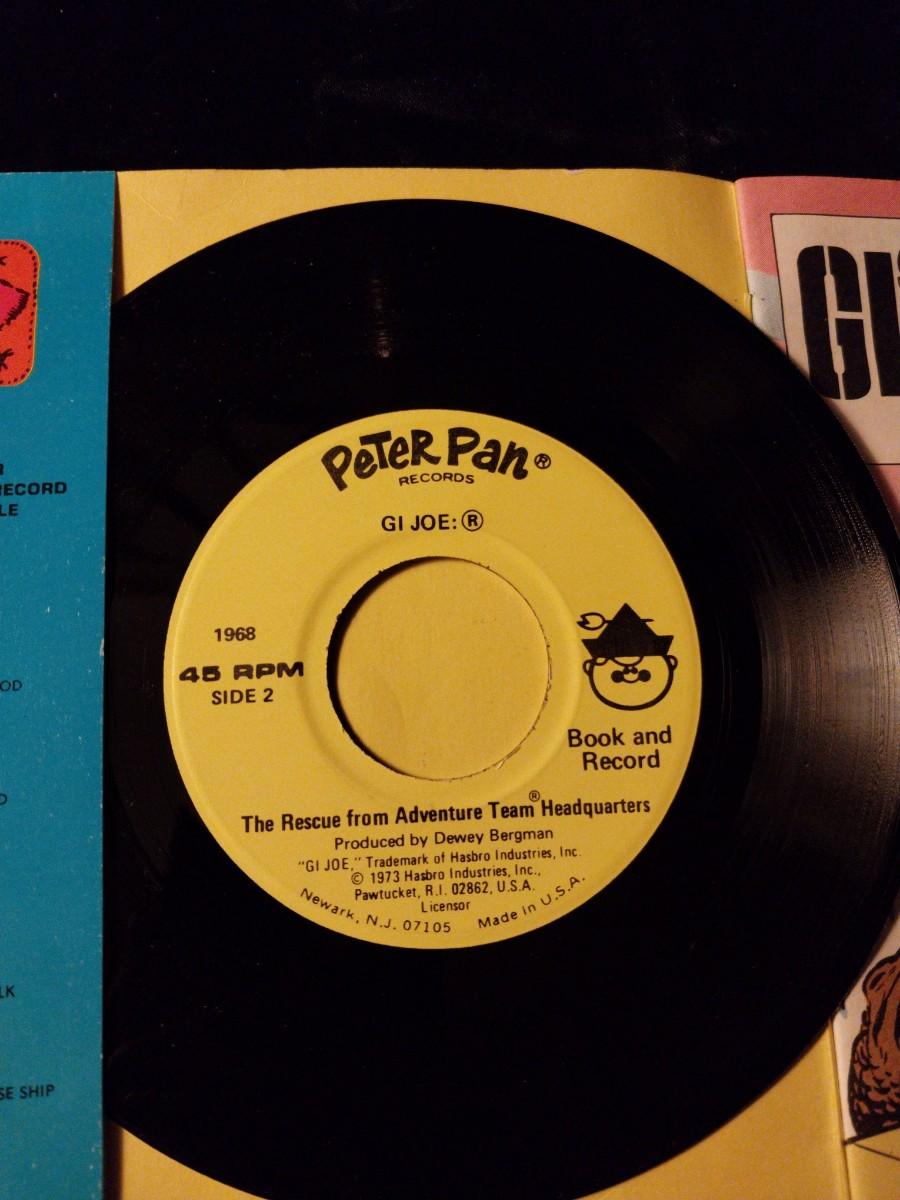 PETER PAN®
RECORDS
GI JOE:®
1968
45 RPM
SIDE 2
Book and
Record
The Rescue from Adventure Team® Headquarters
Produced by Dewey Bergman
"GI JOE," Trademark of Hasbro Industries, Inc.
© 1973 Hasbro Industries, Inc.,
Pawtucket, R.I. 02862, U.S.A.
Licensor
Newark, N.J. 07105 Made in U.S.A.
R
RECORD
LE
OD
D
LK
SE SHIP
GI